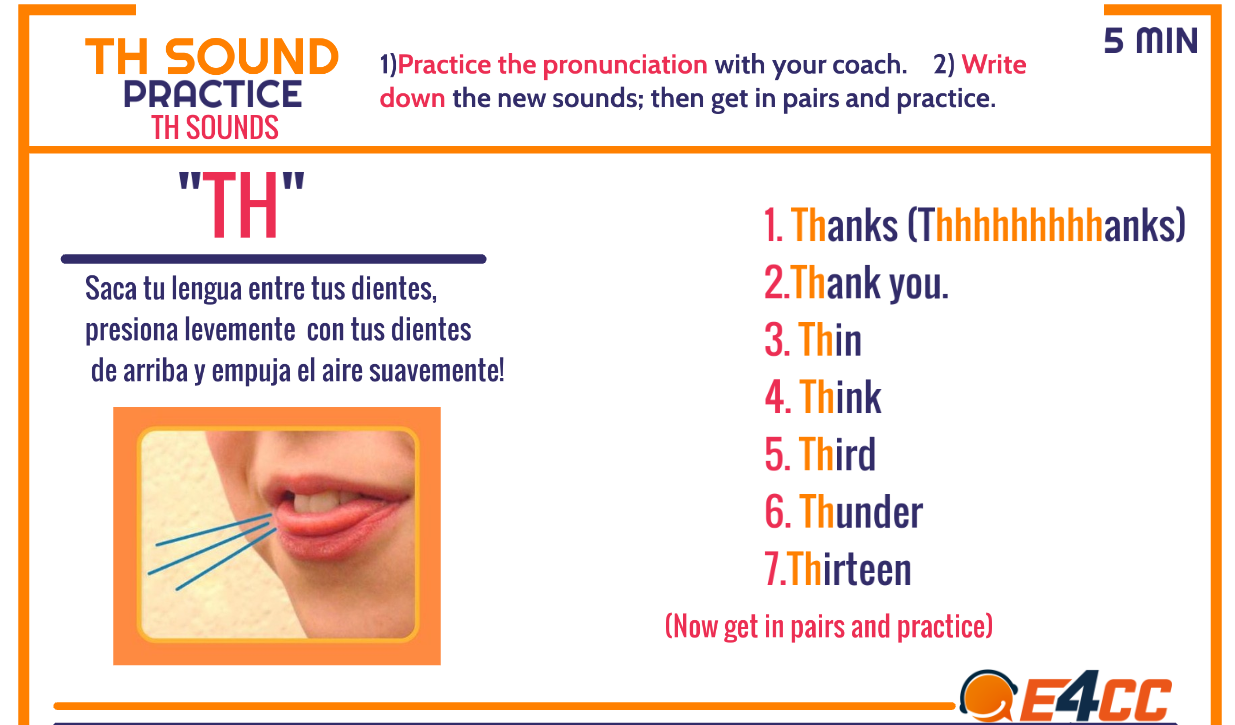 TH SOUND
PRACTICE
TH SOUNDS
1)Practice the pronunciation with your coach. 2) Write
down the new sounds; then get in pairs and practice.
5 MIN
"TH"
Saca tu lengua entre tus dientes,
presiona levemente con tus dientes
de arriba y empuja el aire suavemente!
1. Thanks (Thhhhhhhhhanks)
2.Thank you.
3. Thin
4. Think
5. Third
6. Thunder
7.Thirteen
(Now get in pairs and practice)
E4CC